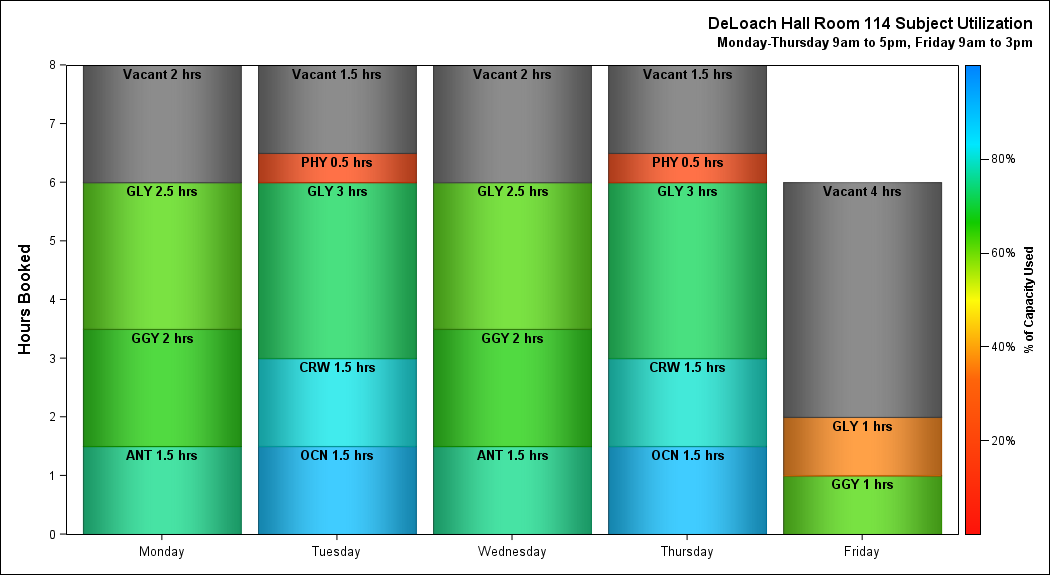 DeLoach Hall Room 114 Subject Utilization
Monday-Thursday 9am to 5pm, Friday 9am to 3pm
Hours Booked
8
7
6
5
4
3
2
1
0
Vacant 2 hrs
GLY 2.5 hrs
GGY 2 hrs
ANT 1.5 hrs
Vacant 1.5 hrs
PHY 0.5 hrs
GLY 3 hrs
CRW 1.5 hrs
OCN 1.5 hrs
Vacant 2 hrs
GLY 2.5 hrs
GGY 2 hrs
ANT 1.5 hrs
Vacant 1.5 hrs
PHY 0.5 hrs
GLY 3 hrs
CRW 1.5 hrs
OCN 1.5 hrs
Vacant 4 hrs
GLY 1 hrs
GGY 1 hrs
Monday
Tuesday
Wednesday
Thursday
Friday
80%
60%
40%
20%
% of Capacity Used